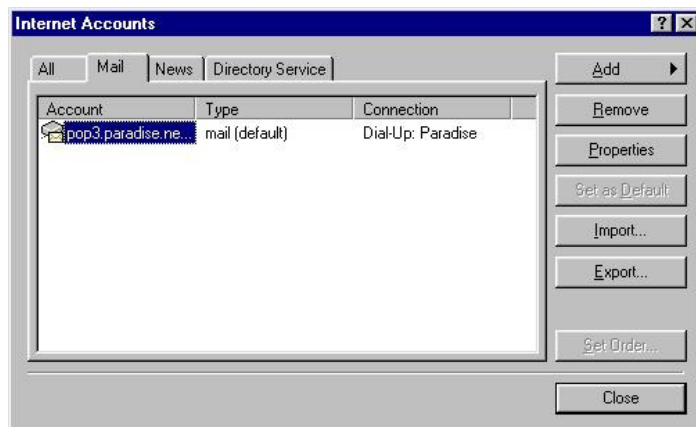 Internet Accounts
All Mail News Directory Service
Account Type Connection
pop3.paradise.ne... mail (default) Dial-Up: Paradise
Add
Remove
Properties
Set as Default
Import...
Export...
Set Order...
Close